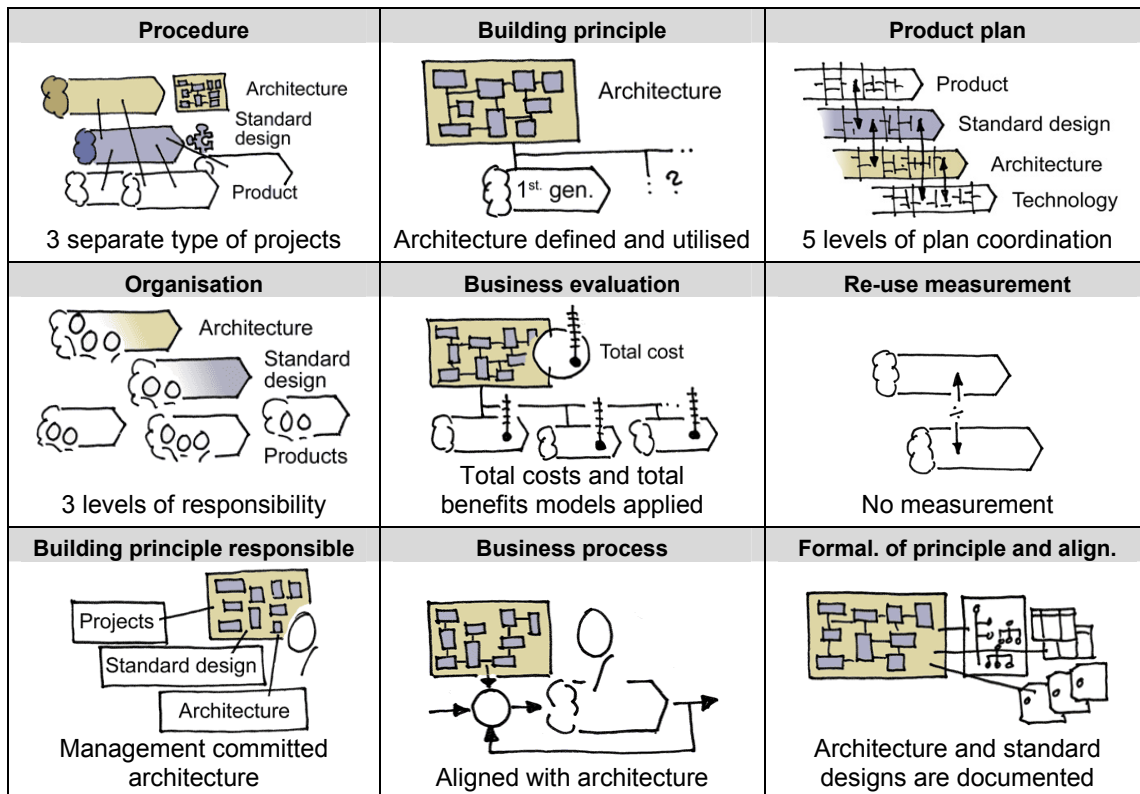 Procedure
Architecture
Standard
design
Product
3 separate type of projects
Building principle
Architecture
1st. gen.
.. 
: ?
Architecture defined and utilised
Product plan
Product
Standard design
Architecture
Technology
5 levels of plan coordination
Organisation
Architecture
Standard
design
Products
3 levels of responsibility
Business evaluation
Total cost
Total costs and total
benefits models applied
Re-use measurement
No measurement
Building principle responsible
Projects
Standard design
Architecture
Management committed
architecture
Business process
Aligned with architecture
Formal. of principle and align.
Architecture and standard
designs are documented